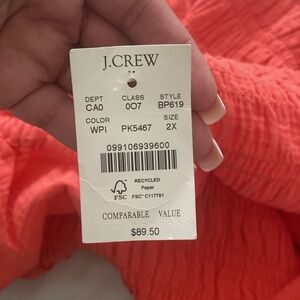 J.CREW
DEPT CLASS STYLE
CA0 007 BP619
COLOR SIZE
WPI PK5467 2X
099106939600
RECYCLED
Paper
FSC FSC® C117781
COMPARABLE VALUE
$89.50